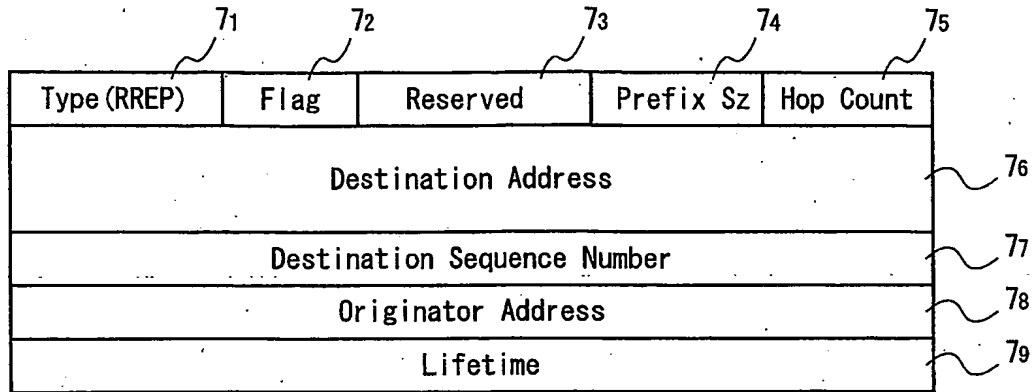 71 72 73 74 75
Type(RREP) Flag Reserved Prefix Sz Hop Count
Destination Address 76
Destination Sequence Number 77
Originator Address 78
Lifetime 79